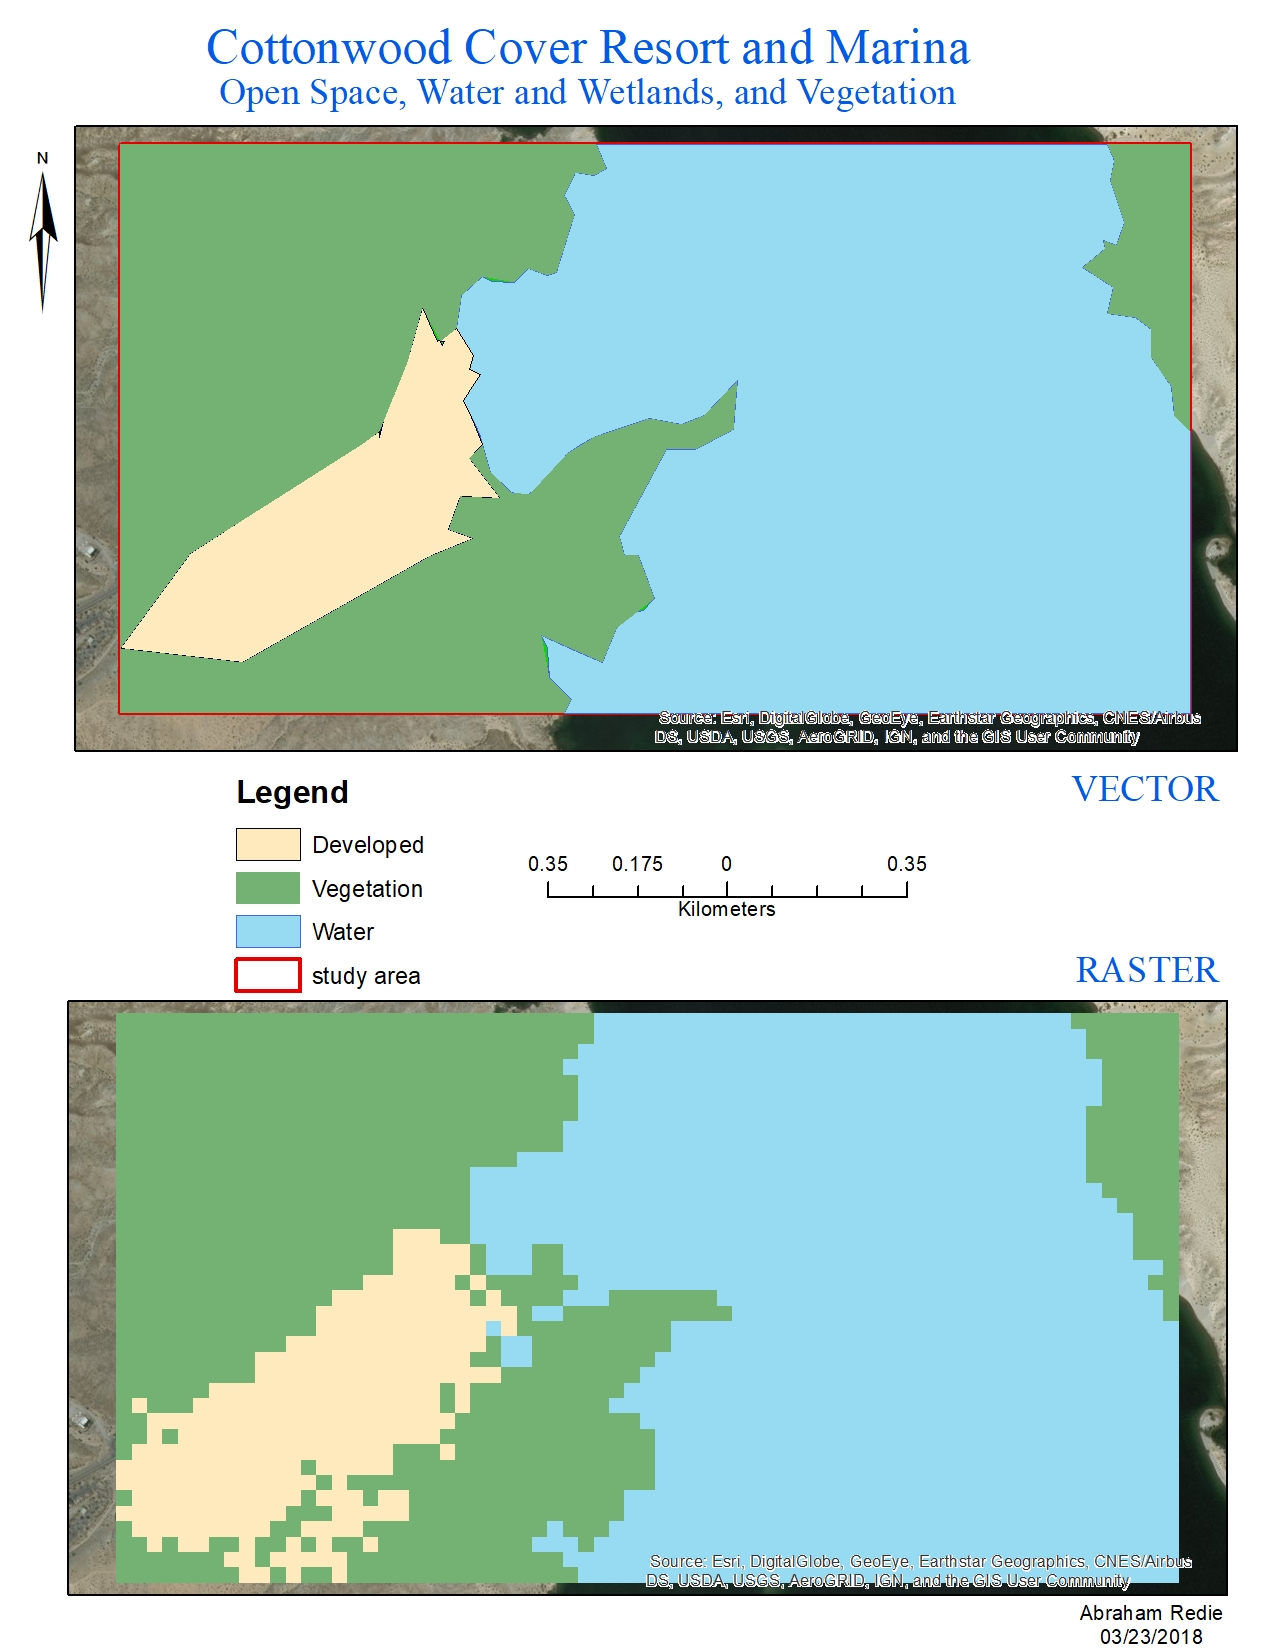 Cottonwood Cover Resort and Marina
Open Space, Water and Wetlands, and Vegetation
N
Source: Esri, DigitalGlobe, GeoEye, Earthstar Geographics, CNES/Airbus
DS, USDA, USGS, AeroGRID, IGN, and the GIS User Community
VECTOR
Legend
Developed
Vegetation
Water
study area
0.35 0.175 0 0.35
Kilometers
RASTER
Source: Esri, DigitalGlobe, GeoEye, Earthstar Geographics, CNES/Airbus
DS, USDA, USGS, AeroGRID, IGN, and the GIS User Community
Abraham Redie
03/23/2018